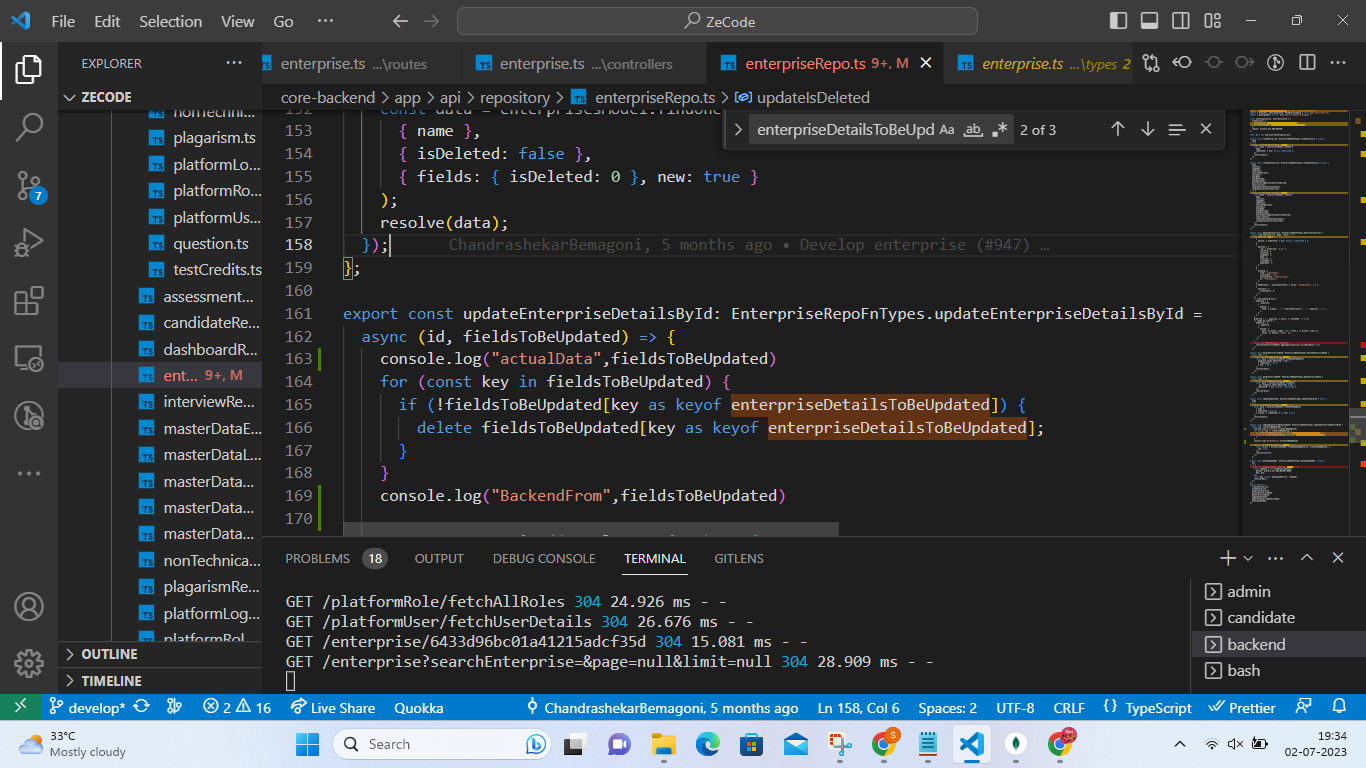 File Edit Selection View Go ··· ZeCode
EXPLORER ···
ZECODE
nonTechni...
plagarism.ts
platformLo...
platformRo...
platformUs...
question.ts
testCredits.ts
assessment...
candidateRe...
dashboardR...
ent... 9+, M
interviewRe...
masterDataE...
masterDataL...
masterData...
masterData...
masterData...
nonTechnica...
plagarismRe...
platformLog...
platformRol...
OUTLINE
TIMELINE
7
enterprise.ts ...\routes
enterprise.ts ...\controllers
enterpriseRepo.ts 9+, M
enterprise.ts ...\types 2
core-backend > app > api > repository > enterpriseRepo.ts > updateIsDeleted
enterpriseDetailsToBeUpd Aa ab .* 2 of 3
153 { name },
154 { isDeleted: false },
155 { fields: { isDeleted: 0 }, new: true }
156 );
157 resolve(data);
158 }); ChandrashekarBemagoni, 5 months ago • Develop enterprise (#947) …
159 };
160
161 export const updateEnterpriseDetailsById: EnterpriseRepoFnTypes.updateEnterpriseDetailsById =
162 async (id, fieldsToBeUpdated) => {
163 console.log("actualData",fieldsToBeUpdated)
164 for (const key in fieldsToBeUpdated) {
165 if (!fieldsToBeUpdated[key as keyof enterpriseDetailsToBeUpdated]) {
166 delete fieldsToBeUpdated[key as keyof enterpriseDetailsToBeUpdated];
167 }
168 }
169 console.log("BackendFrom",fieldsToBeUpdated)
170
PROBLEMS 18 OUTPUT DEBUG CONSOLE TERMINAL GITLENS
GET /platformRole/fetchAllRoles 304 24.926 ms - -
GET /platformUser/fetchUserDetails 304 26.676 ms - -
GET /enterprise/6433d96bc01a41215adcf35d 304 15.081 ms - -
GET /enterprise?searchEnterprise=&page=null&limit=null 304 28.909 ms - -
admin
candidate
backend
bash
develop* 2 16 Live Share Quokka ChandrashekarBemagoni, 5 months ago Ln 158, Col 6 Spaces: 2 UTF-8 CRLF {} TypeScript Prettier
33°C
Mostly cloudy
Search
19:34
02-07-2023